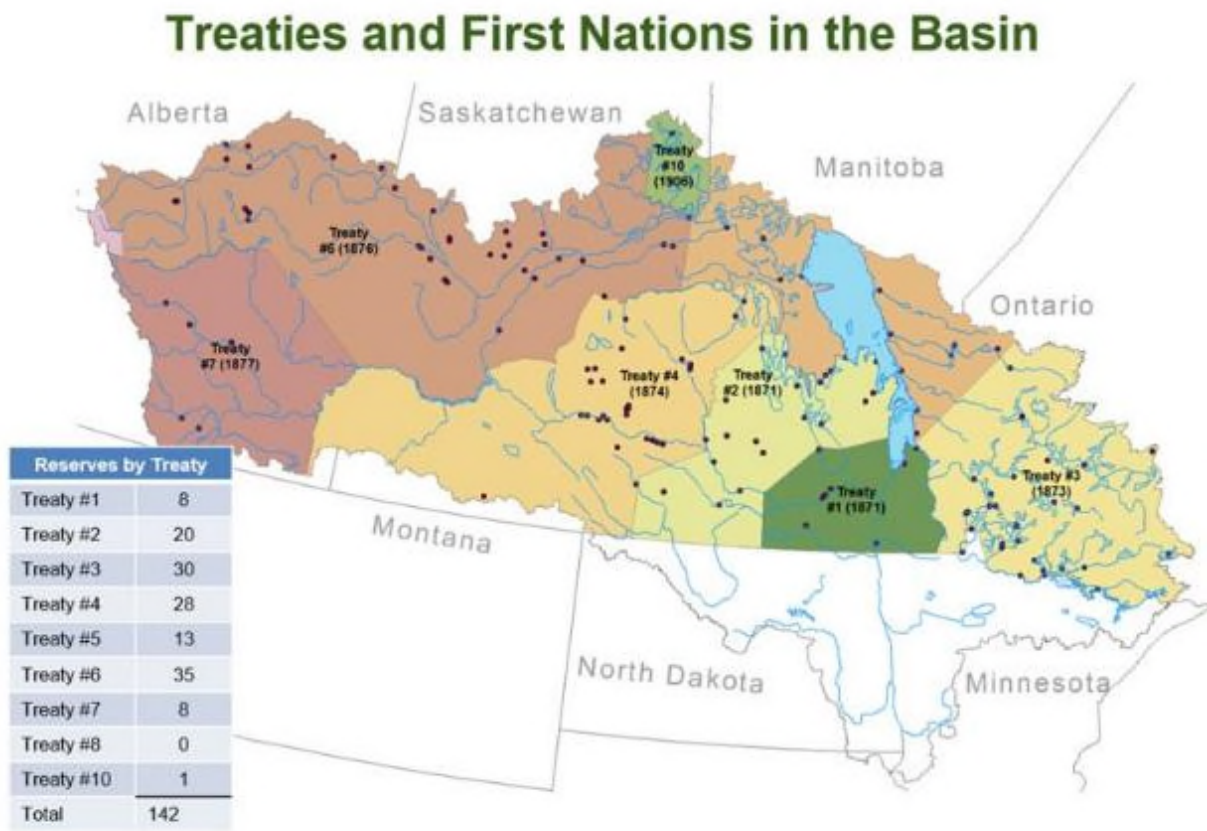 Treaties and First Nations in the Basin
Alberta
Saskatchewan
Manitoba
Ontario
Montana
North Dakota
Minnesota
Treaty
#10
(1906)
Treaty
#6 (1876)
Treaty
#7 (1877)
Treaty #4
(1874)
Treaty
#2 (1871)
Treaty
#1 (1871)
Treaty #3
(1873)
Reserves by Treaty
Treaty #1 8
Treaty #2 20
Treaty #3 30
Treaty #4 28
Treaty #5 13
Treaty #6 35
Treaty #7 8
Treaty #8 0
Treaty #10 1
Total 142